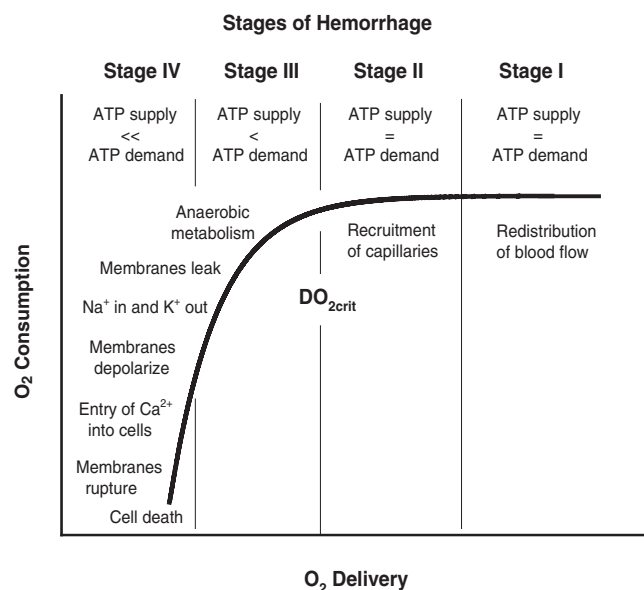 Stages of Hemorrhage
Stage IV
Stage III
Stage II
Stage I
ATP supply
<<
ATP demand
ATP supply
<
ATP demand
ATP supply
=
ATP demand
ATP supply
=
ATP demand
Anaerobic
metabolism
Recruitment
of capillaries
Redistribution
of blood flow
Membranes leak
Na⁺ in and K⁺ out
DO₂crit
Membranes
depolarize
Entry of Ca²⁺
into cells
Membranes
rupture
Cell death
O₂ Consumption
O₂ Delivery